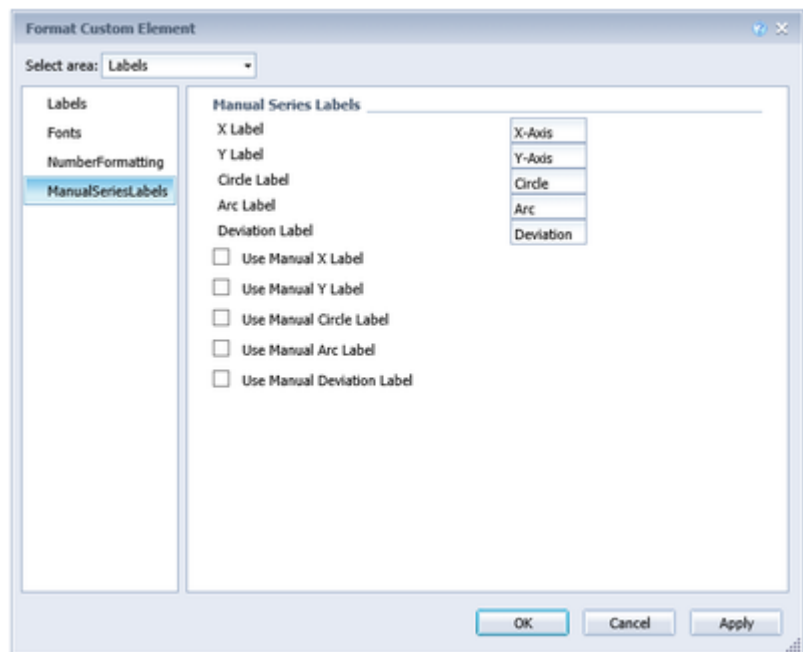 Format Custom Element
Select area: Labels
Labels
Fonts
NumberFormatting
ManualSeriesLabels
Manual Series Labels
X Label X-Axis
Y Label Y-Axis
Circle Label Circle
Arc Label Arc
Deviation Label Deviation
Use Manual X Label
Use Manual Y Label
Use Manual Circle Label
Use Manual Arc Label
Use Manual Deviation Label
OK Cancel Apply